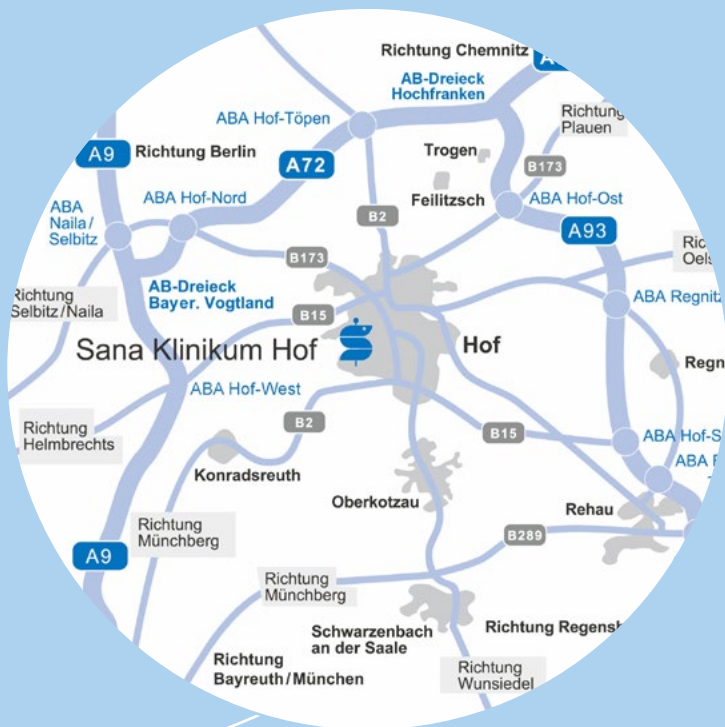 Richtung Chemnitz
AB-Dreieck
Hochfranken
ABA Hof-Töpen
Richtung
Plauen
A9
Richtung Berlin
A72
Trogen
B173
Feilitzsch
ABA
Naila/
Selbitz
ABA Hof-Nord
B2
ABA Hof-Ost
A93
B173
AB-Dreieck
Bayer. Vogtland
Richtung
Selbitz/Naila
B15
Sana Klinikum Hof
Hof
ABA Hof-West
Richtung
Helmbrechts
B2
B15
Konradsreuth
Oberkotzau
Rehau
Richtung
Münchberg
B289
A9
Richtung
Münchberg
Schwarzenbach
an der Saale
Richtung
Richtung
Bayreuth/München
Richtung
Wunsiedel